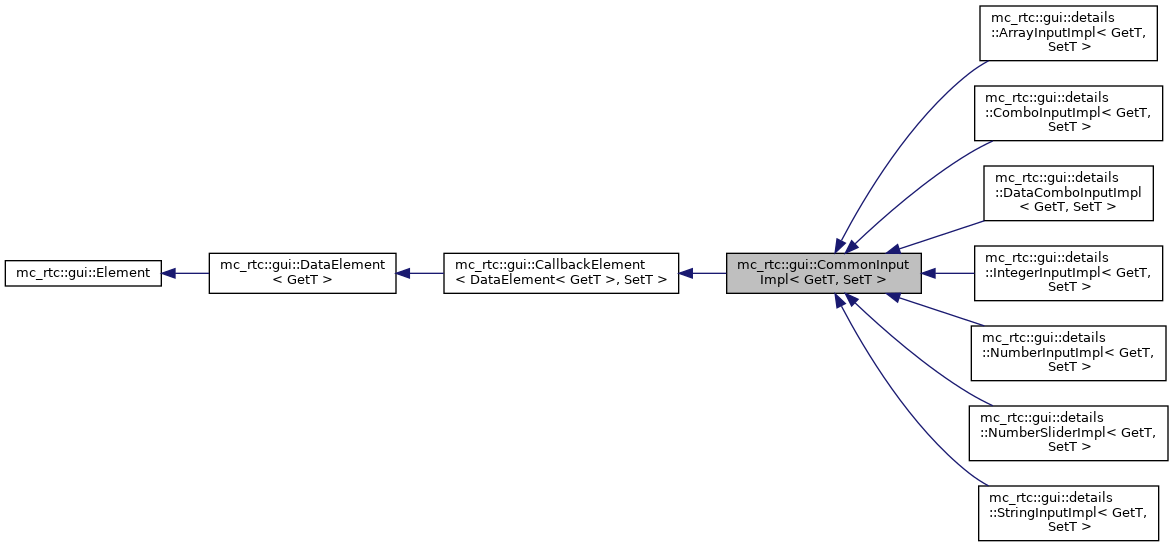 mc_rtc::gui::Element
mc_rtc::gui::DataElement
< GetT >
mc_rtc::gui::CallbackElement
< DataElement< GetT >, SetT >
mc_rtc::gui::CommonInput
Impl< GetT, SetT >
mc_rtc::gui::details
::ArrayInputImpl< GetT,
SetT >
mc_rtc::gui::details
::ComboInputImpl< GetT,
SetT >
mc_rtc::gui::details
::DataComboInputImpl
< GetT, SetT >
mc_rtc::gui::details
::IntegerInputImpl< GetT,
SetT >
mc_rtc::gui::details
::NumberInputImpl< GetT,
SetT >
mc_rtc::gui::details
::NumberSliderImpl< GetT,
SetT >
mc_rtc::gui::details
::StringInputImpl< GetT,
SetT >